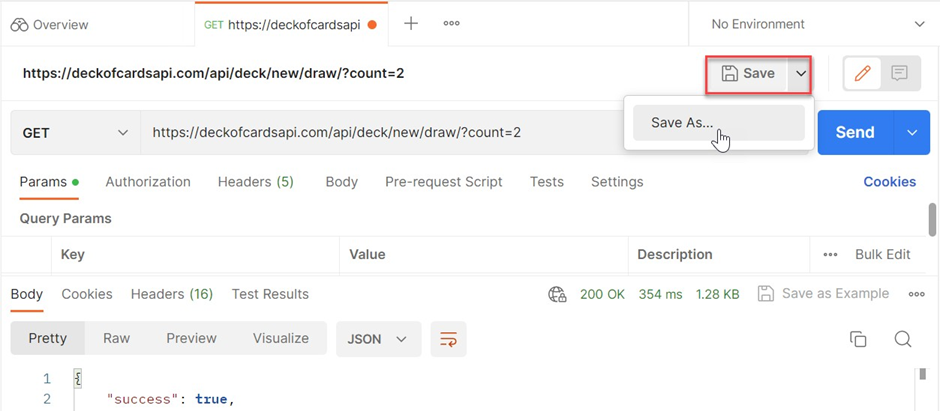 Overview
GET https://deckofcardsapi
No Environment
https://deckofcardsapi.com/api/deck/new/draw/?count=2
Save
Save As...
GET https://deckofcardsapi.com/api/deck/new/draw/?count=2 Send
Params Authorization Headers (5) Body Pre-request Script Tests Settings Cookies
Query Params
Key Value Description Bulk Edit
Body Cookies Headers (16) Test Results 200 OK 354 ms 1.28 KB Save as Example
Pretty Raw Preview Visualize JSON
1 {
2 "success": true,